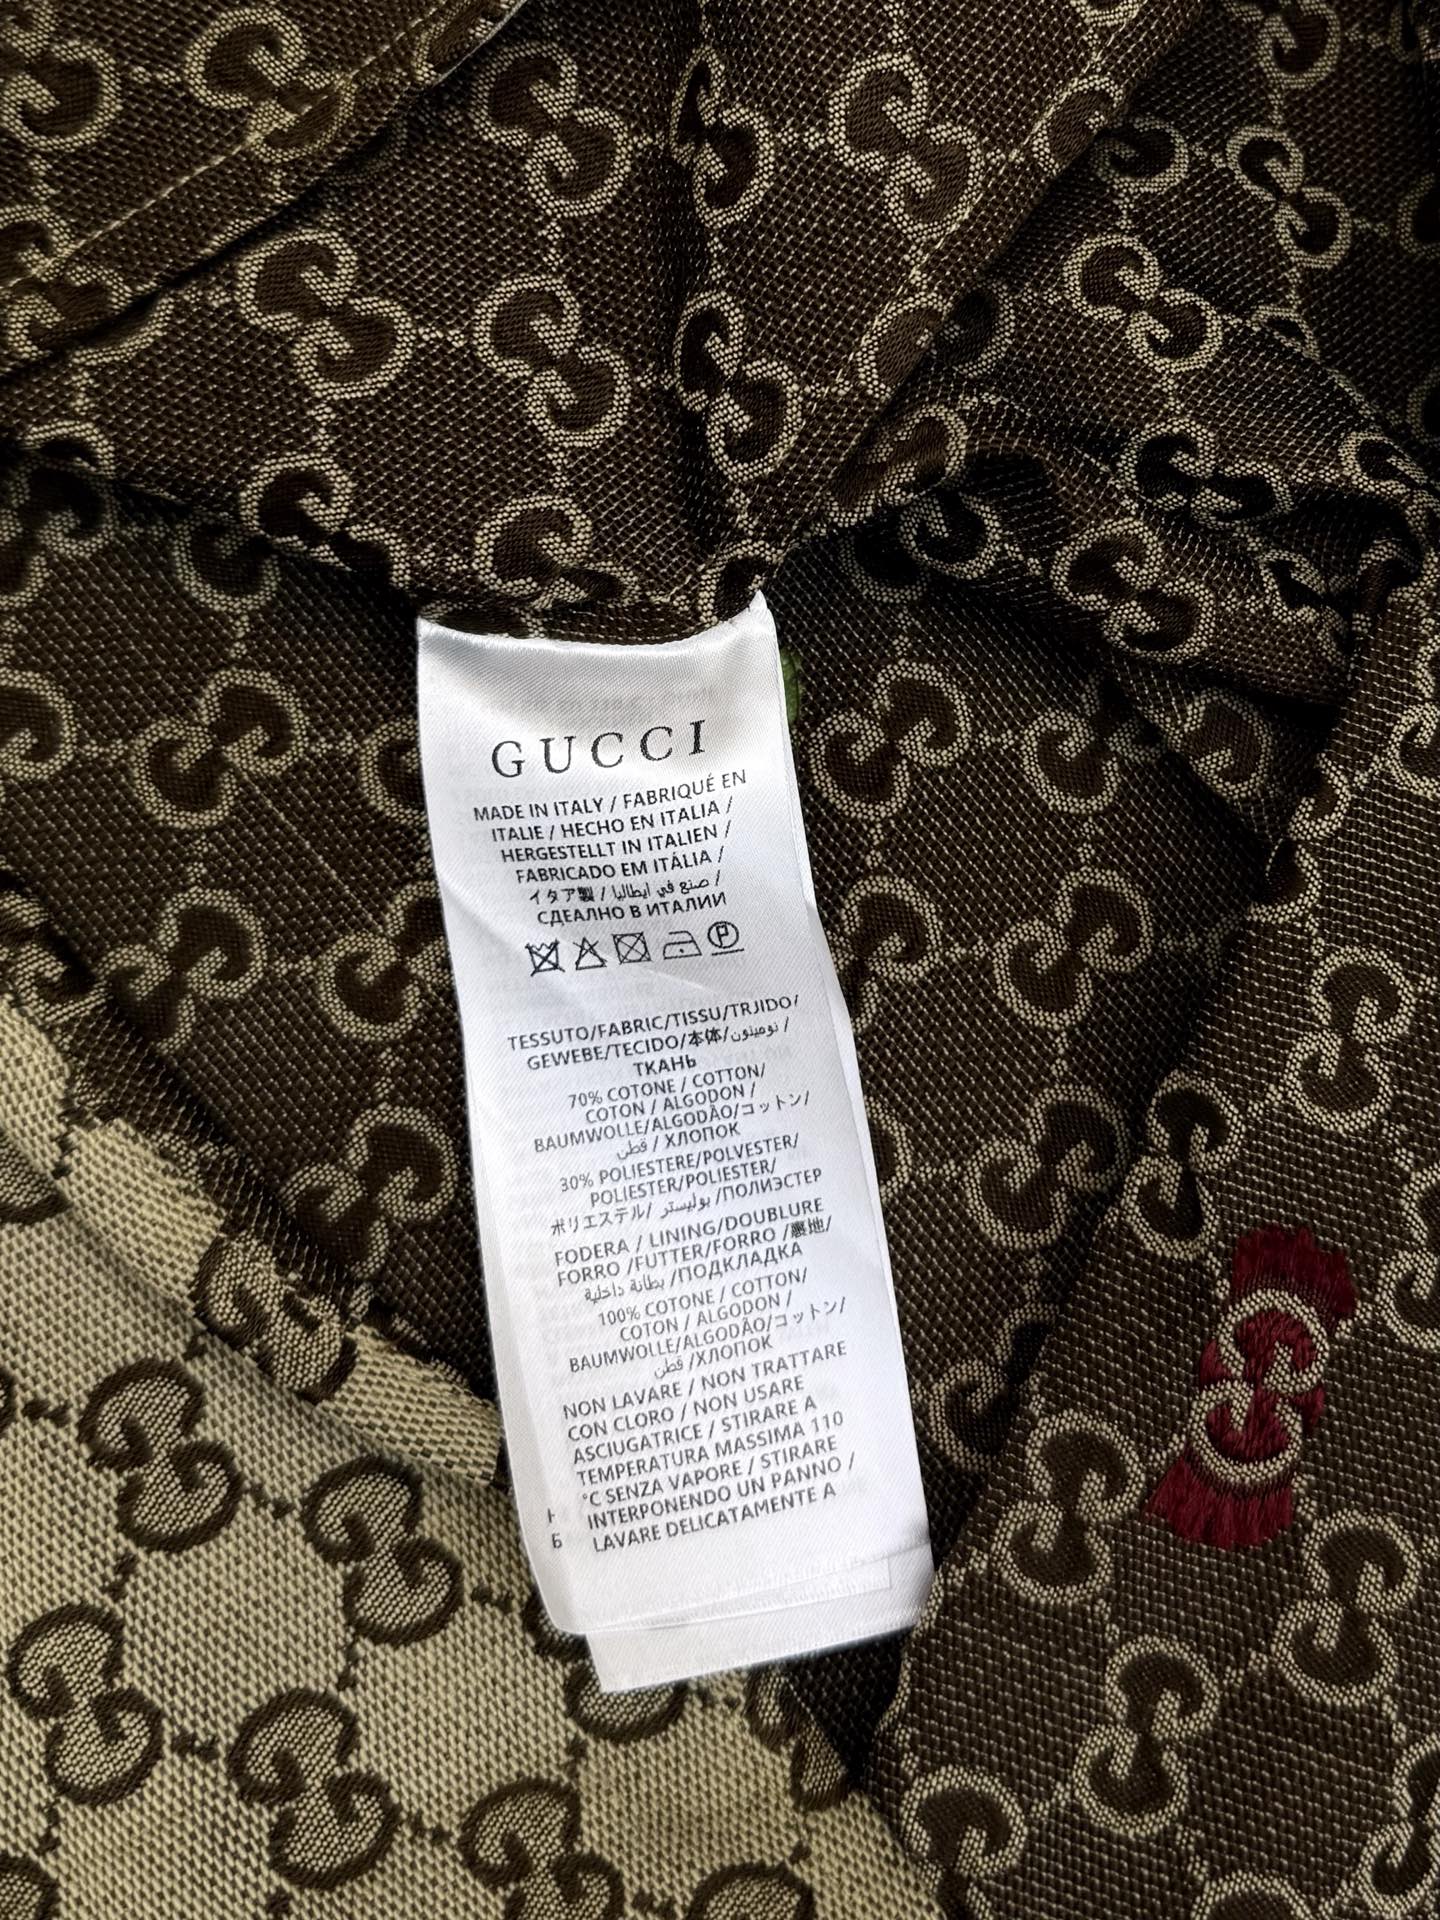 GUCCI
MADE IN ITALY / FABRIQUÉ EN
ITALIE / HECHO EN ITALIA /
HERGESTELLT IN ITALIEN /
FABRICADO EM ITÁLIA /
イタア製 / صنع في ايطاليا /
СДЕАЛНО В ИТАЛИИ
P
TESSUTO/FABRIC/TISSU/TRJIDO/
GEWEBE/TECIDO/本体/نومينون /
ТКАНЬ
70% COTONE / COTTON/
COTON / ALGODON /
BAUMWOLLE/ALGODÃO/コットン/
قطن / ХЛОПОК
30% POLIESTERE/POLVESTER/
POLIESTER/POLIESTER/
ポリエステル/ بوليستر /ПОЛИЭСТЕР
FODERA / LINING/DOUBLURE
FORRO /FUTTER/FORRO /裏地/
بطانة داخلية /ПОДКЛАДКА
100% COTONE / COTTON/
COTON / ALGODON /
BAUMWOLLE/ALGODÃO/コットン/
قطن /ХЛОПОК
NON LAVARE / NON TRATTARE
CON CLORO / NON USARE
ASCIUGATRICE / STIRARE A
TEMPERATURA MASSIMA 110
°C SENZA VAPORE / STIRARE
INTERPONENDO UN PANNO /
LAVARE DELICATAMENTE A